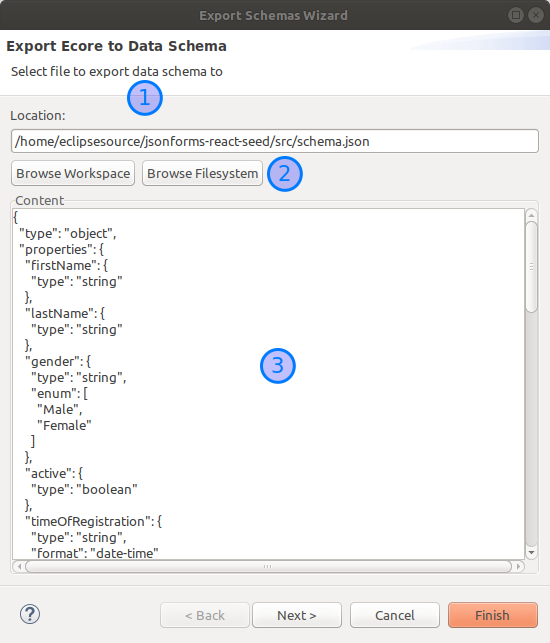 Export Schemas Wizard
Export Ecore to Data Schema
Select file to export data schema to
1
Location:
/home/eclipsesource/jsonforms-react-seed/src/schema.json
Browse Workspace Browse Filesystem 2
Content
{
"type": "object",
"properties": {
"firstName": {
"type": "string"
},
"lastName": {
"type": "string"
},
"gender": {
"type": "string",
"enum": [
"Male",
"Female"
]
},
"active": {
"type": "boolean"
},
"timeOfRegistration": {
"type": "string",
"format": "date-time"
3
? < Back Next > Cancel Finish